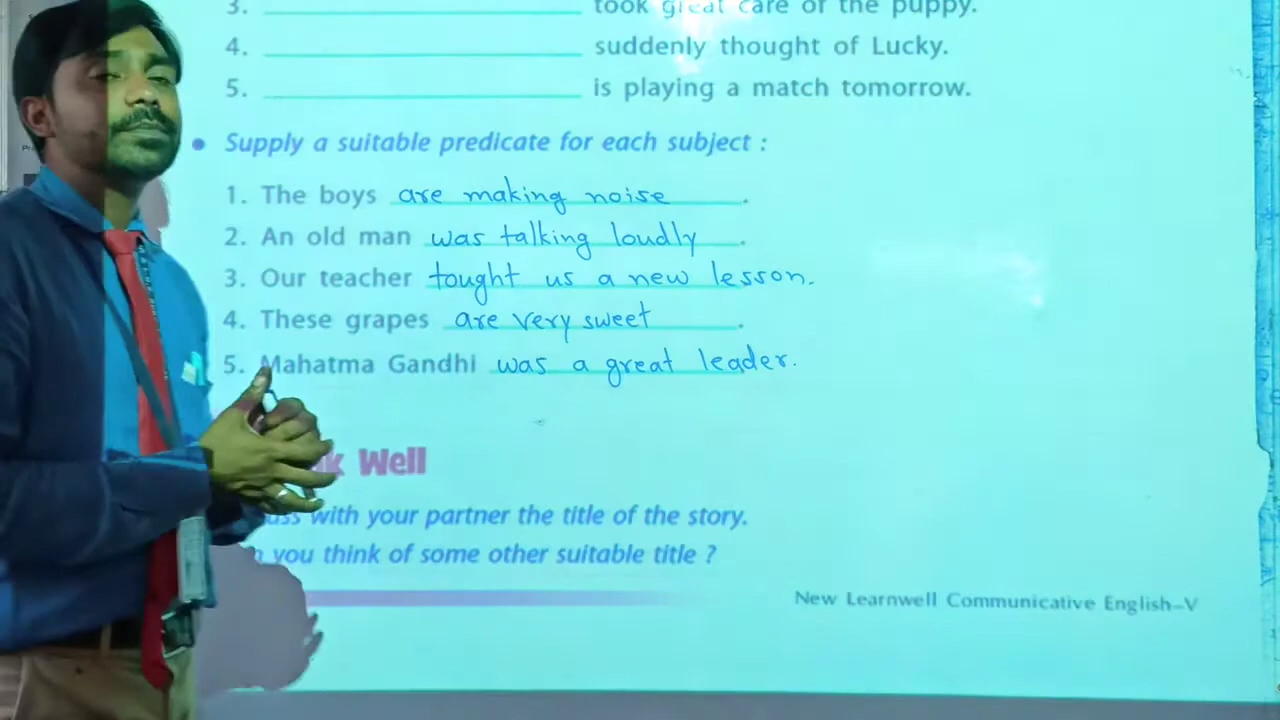 3. took great care of the puppy.
4. suddenly thought of Lucky.
5. is playing a match tomorrow.
• Supply a suitable predicate for each subject :
1. The boys are making noise.
2. An old man was talking loudly.
3. Our teacher tought us a new lesson.
4. These grapes are very sweet.
5. Mahatma Gandhi was a great leader.
Well
with your partner the title of the story.
you think of some other suitable title ?
New Learnwell Communicative English–V